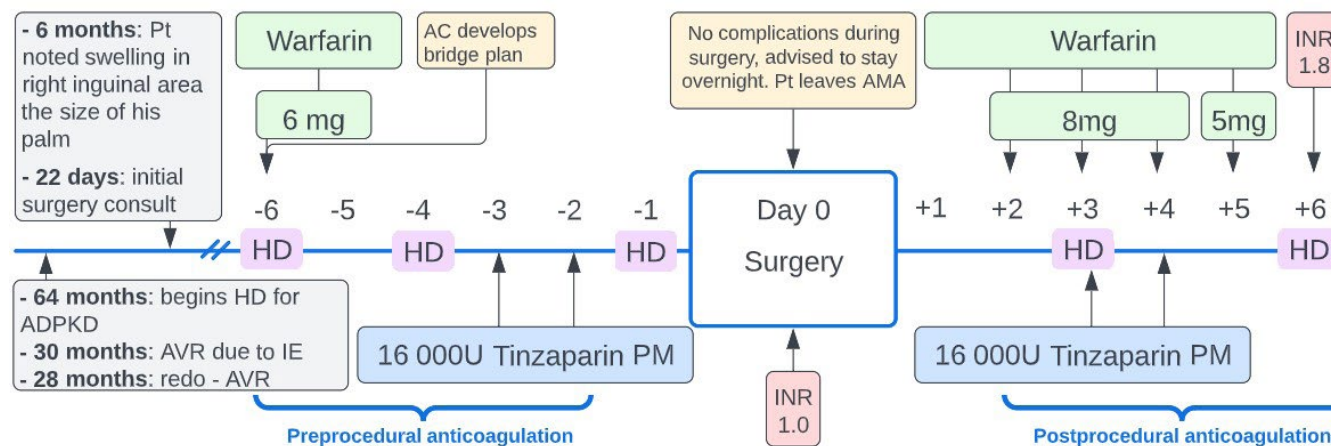 - 6 months: Pt
noted swelling in
right inguinal area
the size of his
palm
- 22 days: initial
surgery consult
Warfarin
6 mg
AC develops
bridge plan
No complications during
surgery, advised to stay
overnight. Pt leaves AMA
Warfarin
8mg
5mg
INR
1.8
-6
-5
-4
-3
-2
-1
Day 0
Surgery
+1
+2
+3
+4
+5
+6
HD
HD
HD
HD
HD
- 64 months: begins HD for
ADPKD
- 30 months: AVR due to IE
- 28 months: redo - AVR
16 000U Tinzaparin PM
INR
1.0
16 000U Tinzaparin PM
Preprocedural anticoagulation
Postprocedural anticoagulation